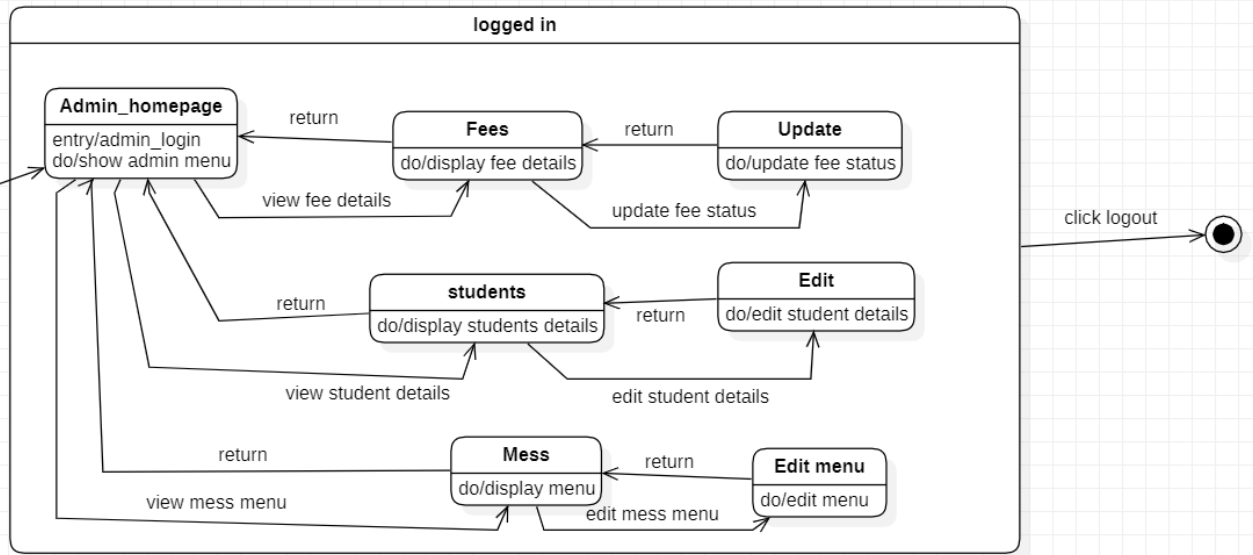 logged in
Admin_homepage
entry/admin_login
do/show admin menu
return
Fees
do/display fee details
return
Update
do/update fee status
view fee details
update fee status
click logout
return
students
do/display students details
return
Edit
do/edit student details
view student details
edit student details
return
Mess
do/display menu
return
Edit menu
do/edit menu
view mess menu
edit mess menu